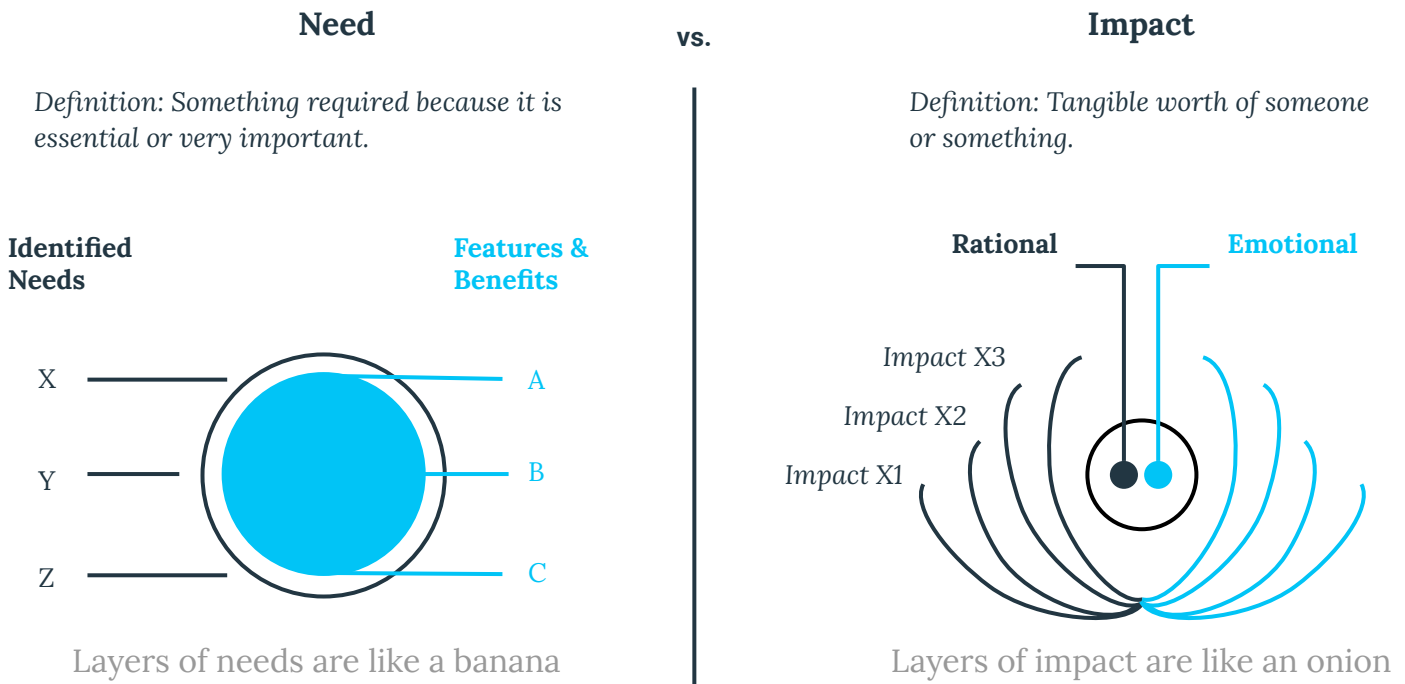 Need
vs.
Impact
Definition: Something required because it is
essential or very important.
Definition: Tangible worth of someone
or something.
Identified
Needs
Features &
Benefits
X
A
Y
B
Z
C
Layers of needs are like a banana
Rational
Emotional
Impact X3
Impact X2
Impact X1
Layers of impact are like an onion